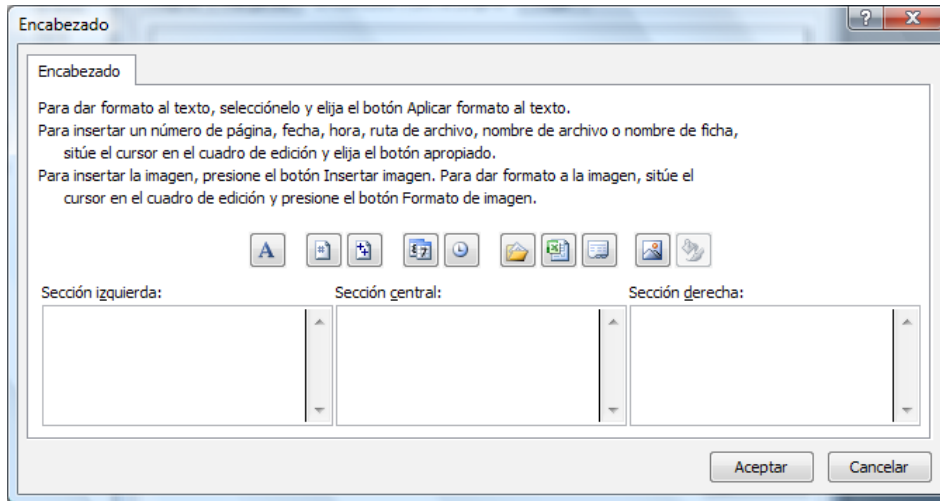 Encabezado
Encabezado
Para dar formato al texto, selecciónelo y elija el botón Aplicar formato al texto.
Para insertar un número de página, fecha, hora, ruta de archivo, nombre de archivo o nombre de ficha,
sitúe el cursor en el cuadro de edición y elija el botón apropiado.
Para insertar la imagen, presione el botón Insertar imagen. Para dar formato a la imagen, sitúe el
cursor en el cuadro de edición y presione el botón Formato de imagen.
A
Sección izquierda: Sección central: Sección derecha:
Aceptar Cancelar